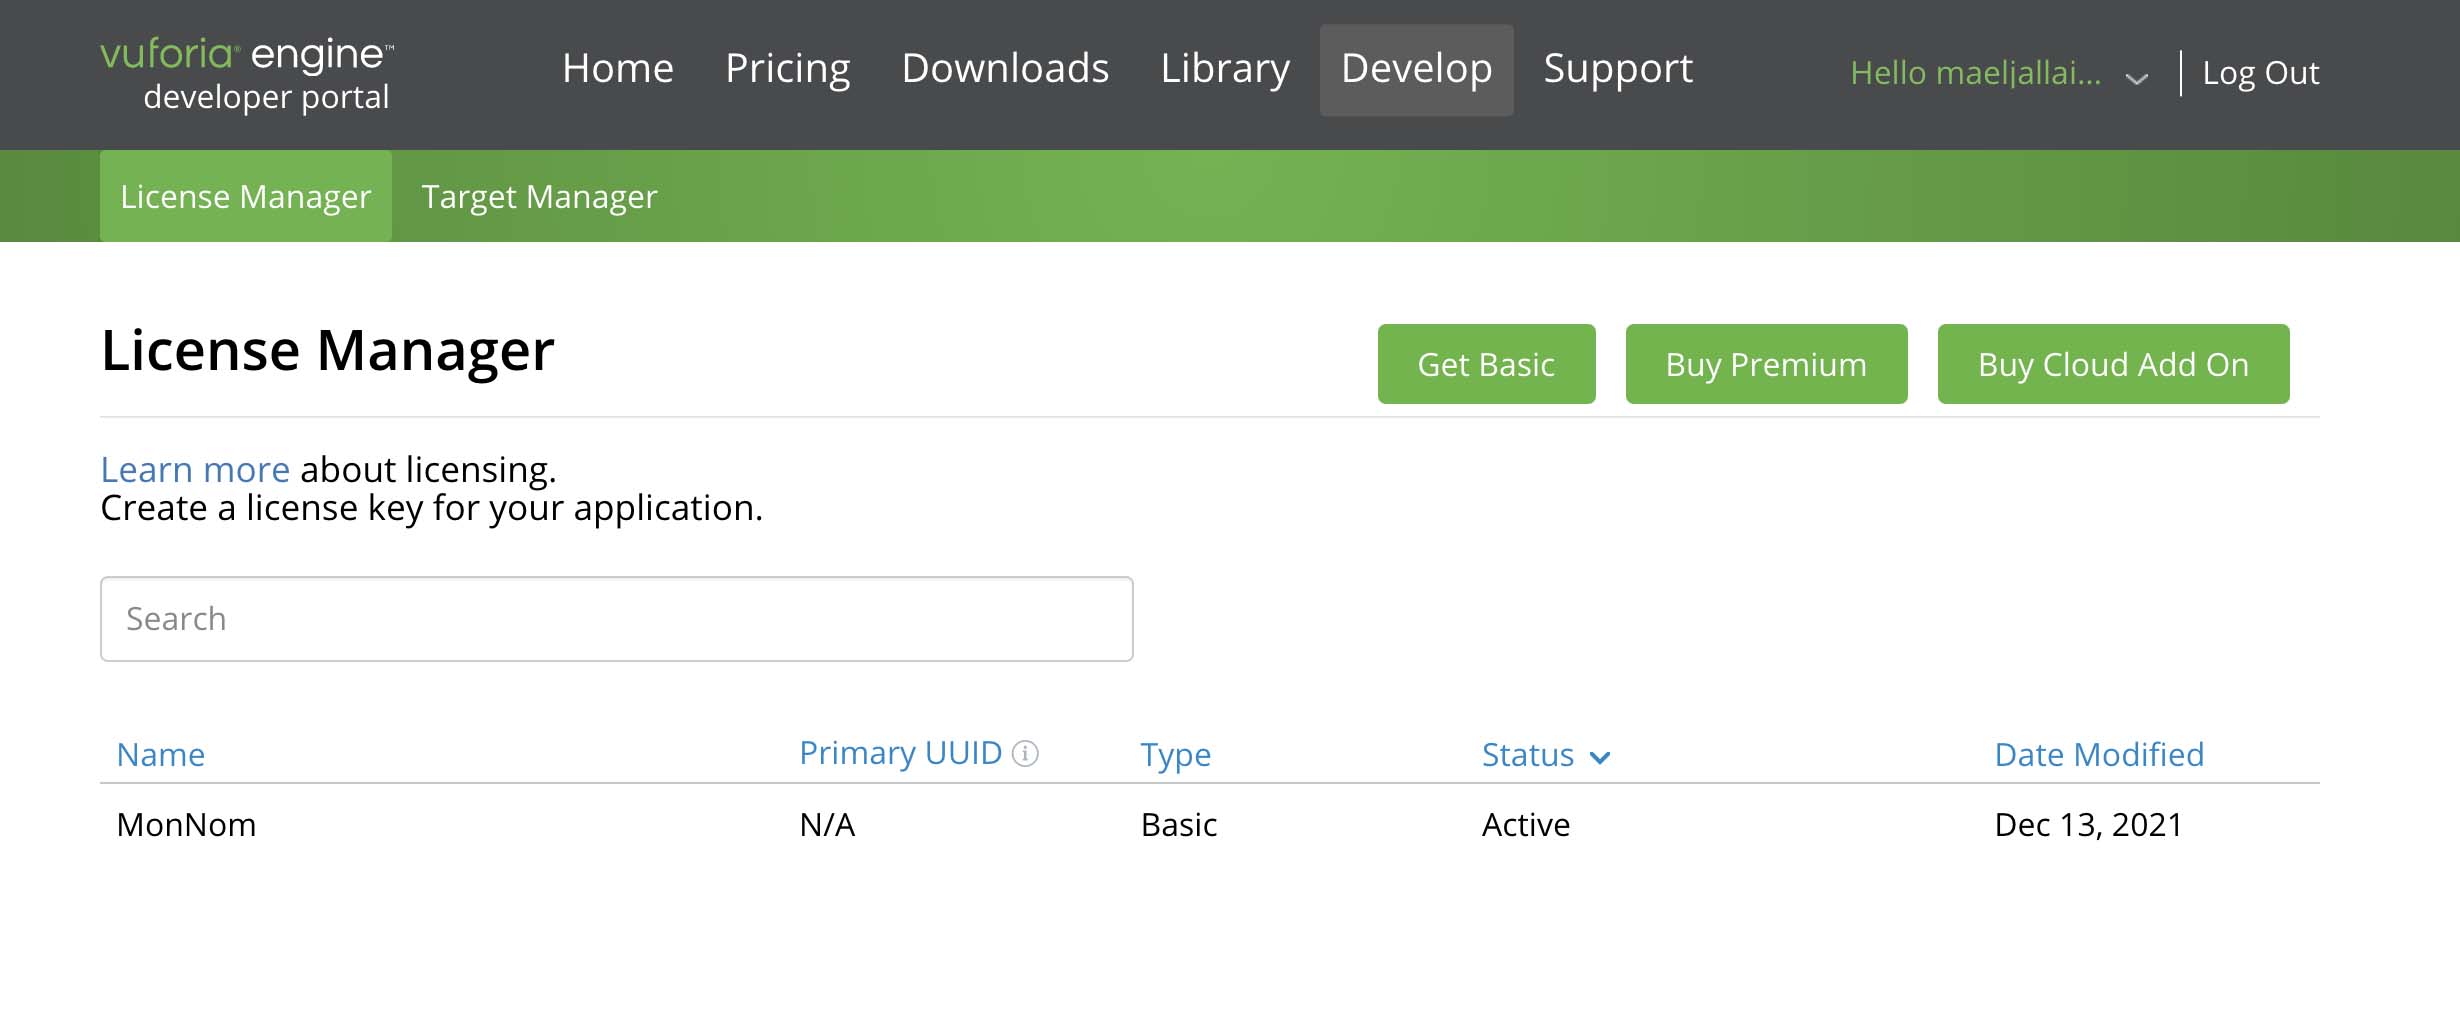 vuforia® engine™
developer portal
Home Pricing Downloads Library Develop Support
Hello maeljallai... Log Out
License Manager Target Manager
License Manager
Get Basic Buy Premium Buy Cloud Add On
Learn more about licensing.
Create a license key for your application.
Search
Name Primary UUID Type Status Date Modified
MonNom N/A Basic Active Dec 13, 2021